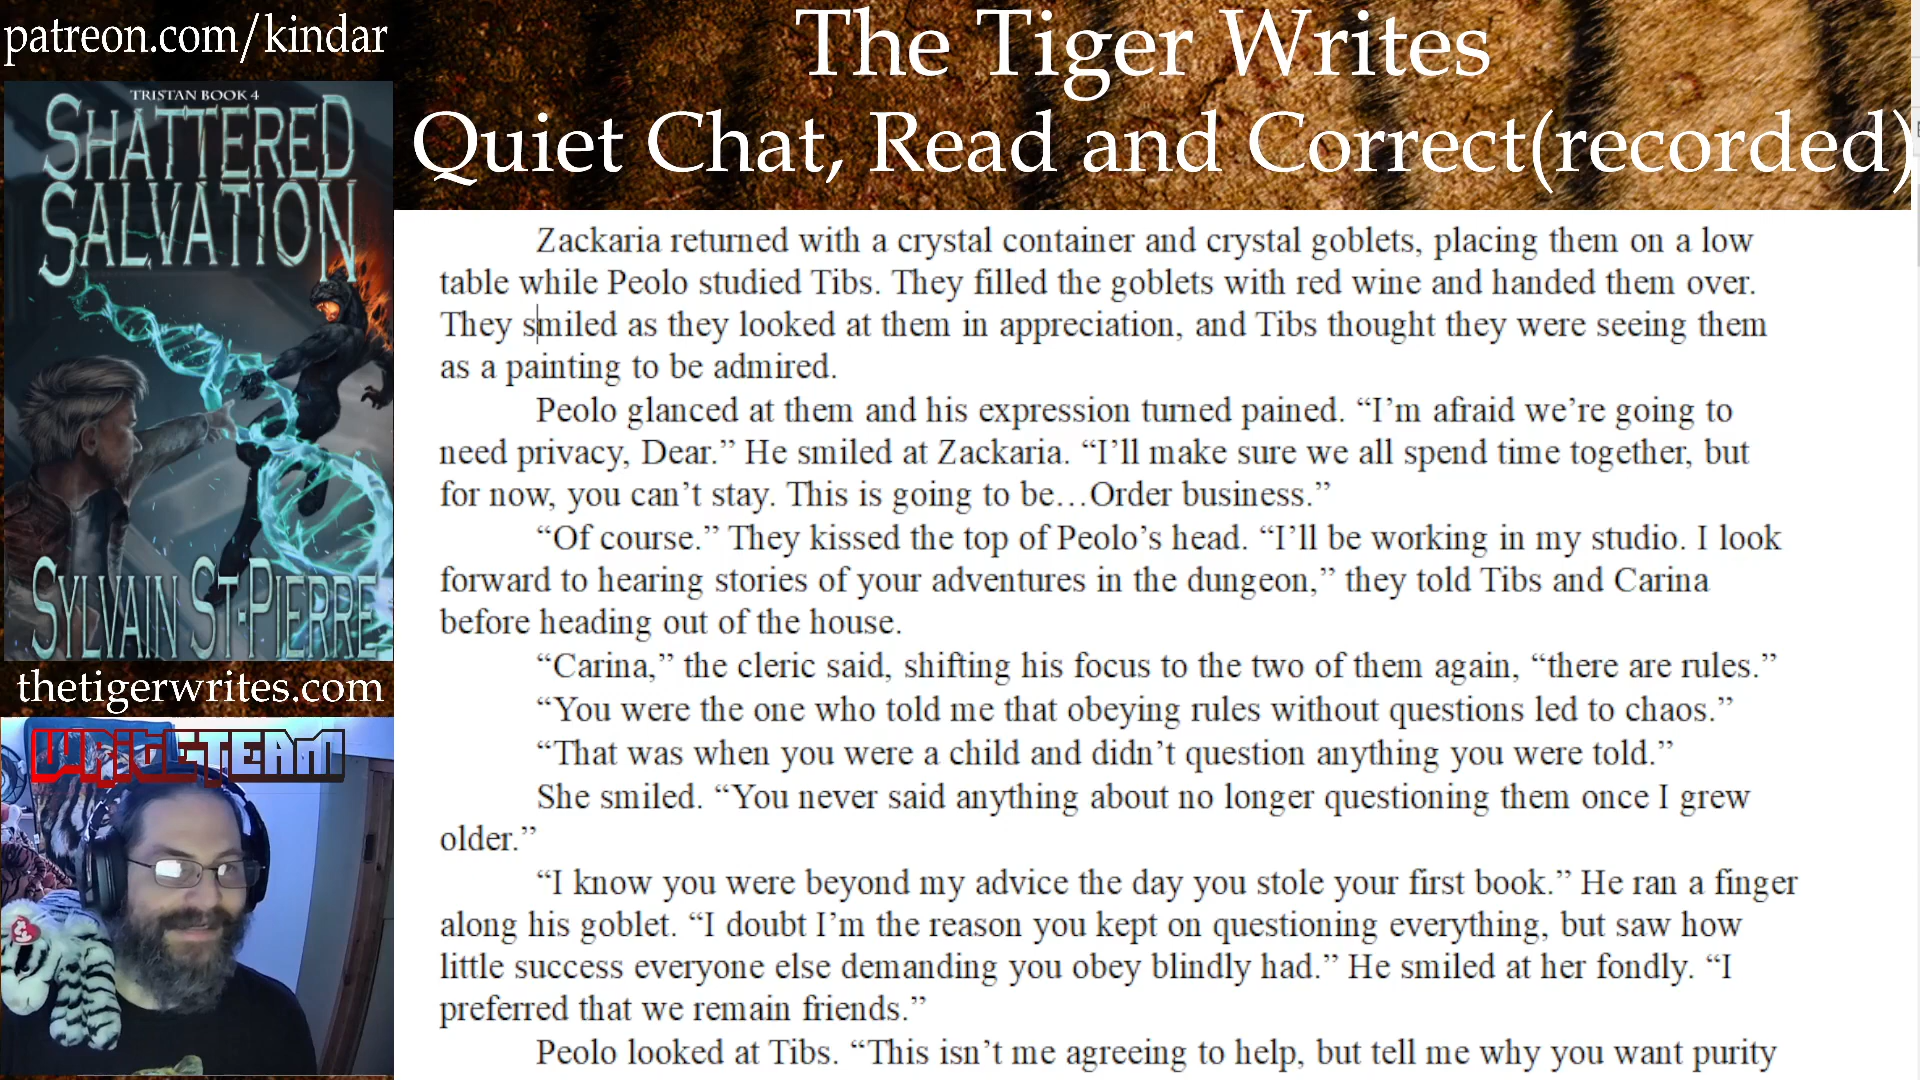 patreon.com/kindar
TRISTAN BOOK 4
SHATTERED
SALVATION
SYLVAIN ST-PIERRE
thetigerwrites.com
WRITETEAM
The Tiger Writes
Quiet Chat, Read and Correct(recorded)
Zackaria returned with a crystal container and crystal goblets, placing them on a low
table while Peolo studied Tibs. They filled the goblets with red wine and handed them over.
They smiled as they looked at them in appreciation, and Tibs thought they were seeing them
as a painting to be admired.
Peolo glanced at them and his expression turned pained. “I’m afraid we’re going to
need privacy, Dear.” He smiled at Zackaria. “I’ll make sure we all spend time together, but
for now, you can’t stay. This is going to be…Order business.”
“Of course.” They kissed the top of Peolo’s head. “I’ll be working in my studio. I look
forward to hearing stories of your adventures in the dungeon,” they told Tibs and Carina
before heading out of the house.
“Carina,” the cleric said, shifting his focus to the two of them again, “there are rules.”
“You were the one who told me that obeying rules without questions led to chaos.”
“That was when you were a child and didn’t question anything you were told.”
She smiled. “You never said anything about no longer questioning them once I grew
older.”
“I know you were beyond my advice the day you stole your first book.” He ran a finger
along his goblet. “I doubt I’m the reason you kept on questioning everything, but saw how
little success everyone else demanding you obey blindly had.” He smiled at her fondly. “I
preferred that we remain friends.”
Peolo looked at Tibs. “This isn’t me agreeing to help, but tell me why you want purity